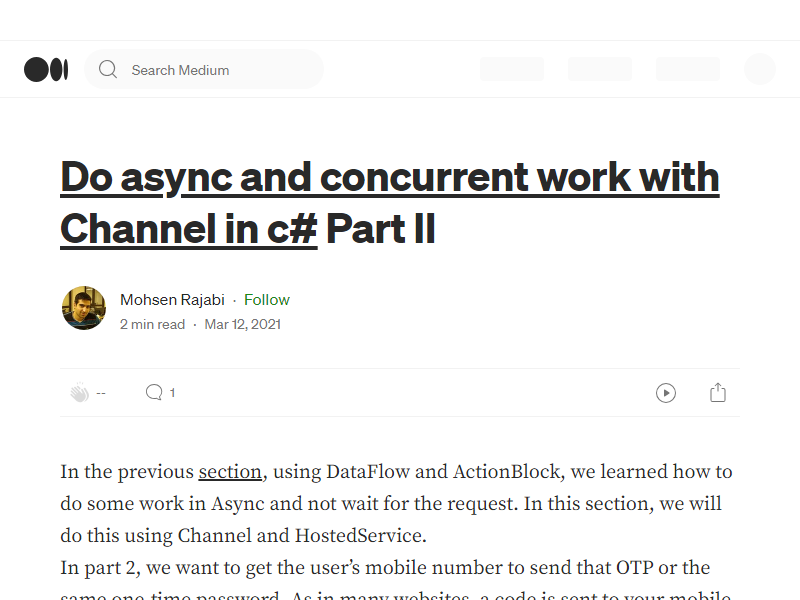 Search Medium
Do async and concurrent work with
Channel in c# Part II
Mohsen Rajabi · Follow
2 min read · Mar 12, 2021
-- 1
In the previous section, using DataFlow and ActionBlock, we learned how to
do some work in Async and not wait for the request. In this section, we will
do this using Channel and HostedService.
In part 2, we want to get the user’s mobile number to send that OTP or the
same one-time password. As in many websites, a code is sent to your mobile